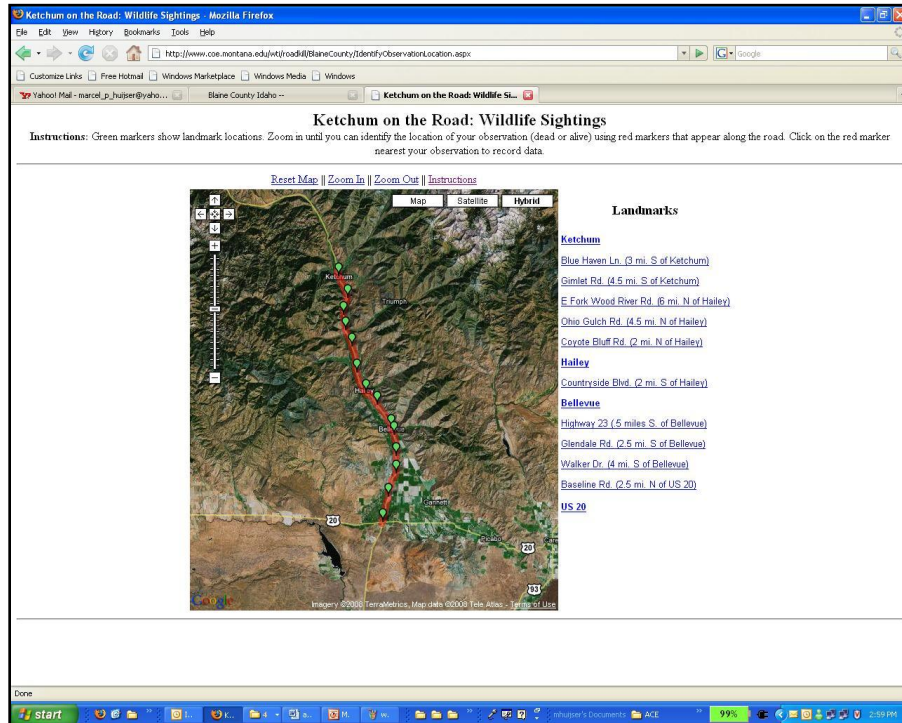 Ketchum on the Road: Wildlife Sightings - Mozilla Firefox
File Edit View History Bookmarks Tools Help
http://www.coe.montana.edu/wti/roadkill/BlaineCounty/IdentifyObservationLocation.aspx
Google
Customize Links Free Hotmail Windows Marketplace Windows Media Windows
Yahoo! Mail - marcel_p_huijser@yaho... Blaine County Idaho -- Ketchum on the Road: Wildlife Si...
Ketchum on the Road: Wildlife Sightings
Instructions: Green markers show landmark locations. Zoom in until you can identify the location of your observation (dead or alive) using red markers that appear along the road. Click on the red marker
nearest your observation to record data.
Reset Map || Zoom In || Zoom Out || Instructions
Map Satellite Hybrid
Landmarks
Ketchum
Blue Haven Ln. (3 mi. S of Ketchum)
Gimlet Rd. (4.5 mi. S of Ketchum)
E Fork Wood River Rd. (6 mi. N of Hailey)
Ohio Gulch Rd. (4.5 mi. N of Hailey)
Coyote Bluff Rd. (2 mi. N of Hailey)
Hailey
Countryside Blvd. (2 mi. S of Hailey)
Bellevue
Highway 23 (.5 miles S. of Bellevue)
Glendale Rd. (2.5 mi. S of Bellevue)
Walker Dr. (4 mi. S of Bellevue)
Baseline Rd. (2.5 mi. N of US 20)
US 20
Ketchum
Triumph
Hailey
Bellevue
Gannett
20
Picabo
20
93
Google
Imagery ©2008 TerraMetrics, Map data ©2008 Tele Atlas - Terms of Use
Done
start K... 4 a... M. w. mhuijser's Documents ACE 99% 2:59 PM